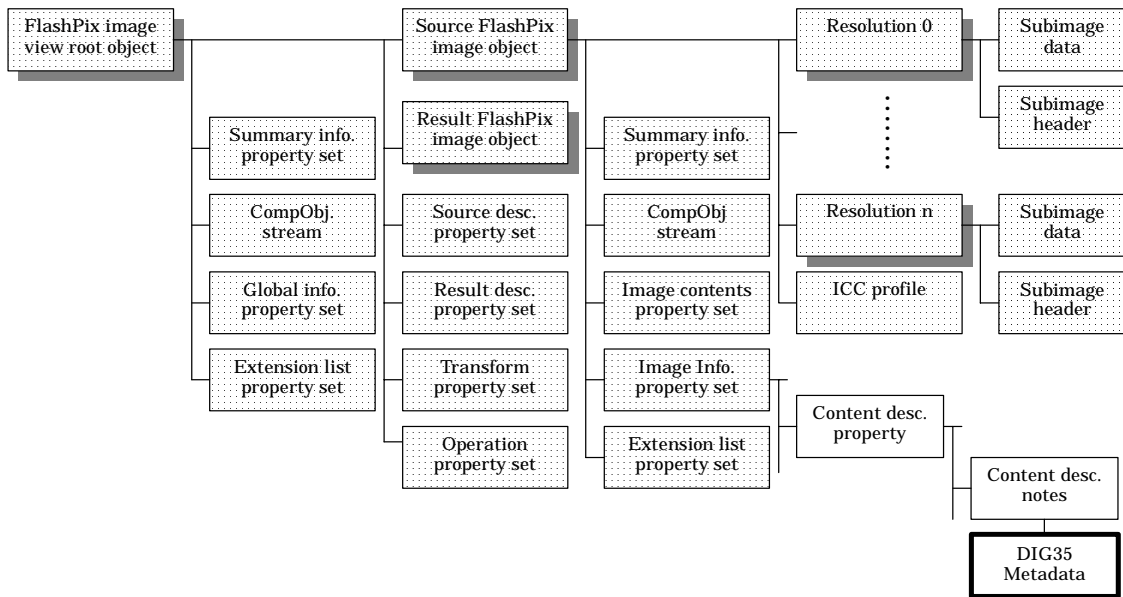 FlashPix image
view root object
Source FlashPix
image object
Resolution 0
Subimage
data
Subimage
header
Result FlashPix
image object
Summary info.
property set
Summary info.
property set
CompObj.
stream
Source desc.
property set
CompObj
stream
Resolution n
Subimage
data
Global info.
property set
Result desc.
property set
Image contents
property set
ICC profile
Subimage
header
Extension list
property set
Transform
property set
Image Info.
property set
Content desc.
property
Operation
property set
Extension list
property set
Content desc.
notes
DIG35
Metadata